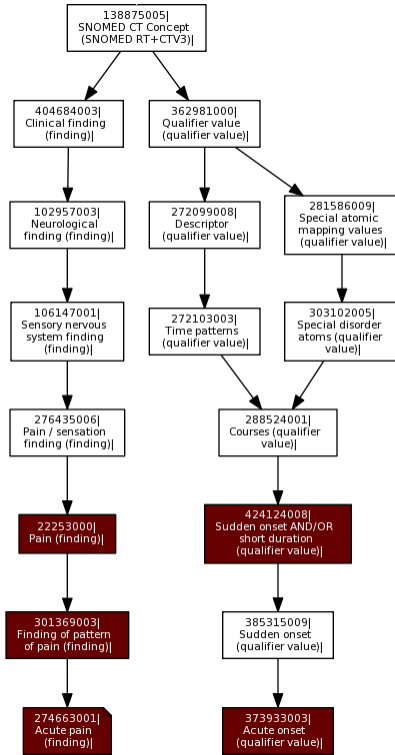 138875005|
SNOMED CT Concept
(SNOMED RT+CTV3)|
404684003|
Clinical finding
(finding)|
362981000|
Qualifier value
(qualifier value)|
102957003|
Neurological
finding (finding)|
272099008|
Descriptor
(qualifier value)|
281586009|
Special atomic
mapping values
(qualifier value)|
106147001|
Sensory nervous
system finding
(finding)|
272103003|
Time patterns
(qualifier value)|
303102005|
Special disorder
atoms (qualifier
value)|
276435006|
Pain / sensation
finding (finding)|
288524001|
Courses (qualifier
value)|
22253000|
Pain (finding)|
424124008|
Sudden onset AND/OR
short duration
(qualifier value)|
301369003|
Finding of pattern
of pain (finding)|
385315009|
Sudden onset
(qualifier value)|
274663001|
Acute pain
(finding)|
373933003|
Acute onset
(qualifier value)|